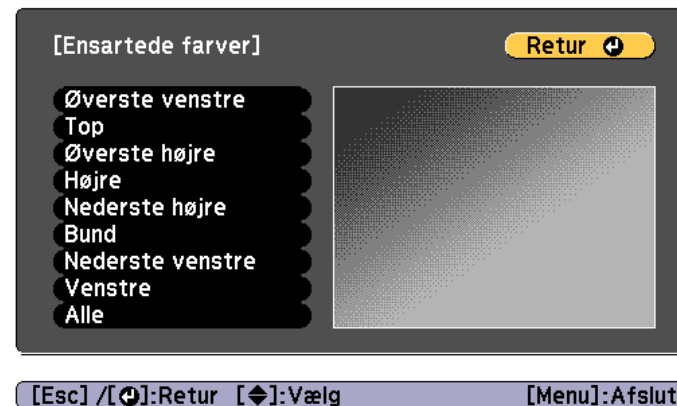 [Ensartede farver]
Retur
Øverste venstre
Top
Øverste højre
Højre
Nederste højre
Bund
Nederste venstre
Venstre
Alle
[Esc] /[⏎]:Retur [◆]:Vælg [Menu]:Afslut